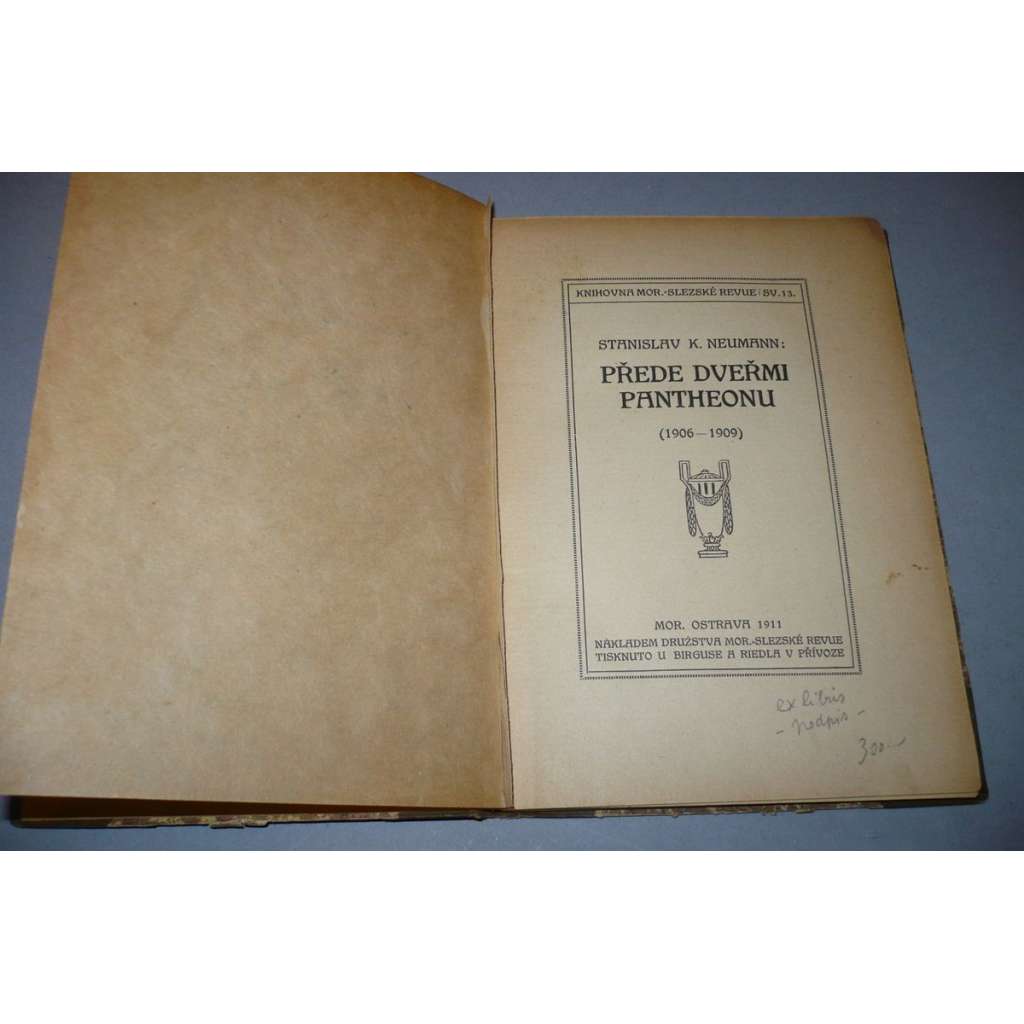 KNIHOVNA MOR.-SLEZSKÉ REVUE: SV. 13.
STANISLAV K. NEUMANN:
PŘEDE DVEŘMI
PANTHEONU
(1906—1909)
MOR. OSTRAVA 1911
NÁKLADEM DRUŽSTVA MOR.-SLEZSKÉ REVUE
TISKNUTO U BIRGUSE A RIEDLA V PŘÍVOZE
ex libris
- podpis -
300.-